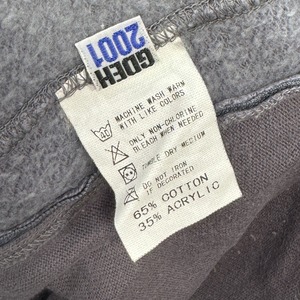 GDEH
2001
MACHINE WASH WARM
WITH LIKE COLORS
ONLY NON-CHLORINE
BLEACH WHEN NEEDED
TUMBLE DRY MEDIUM
DO NOT IRON
IF DECORATED
65% COTTON
35% ACRYLIC